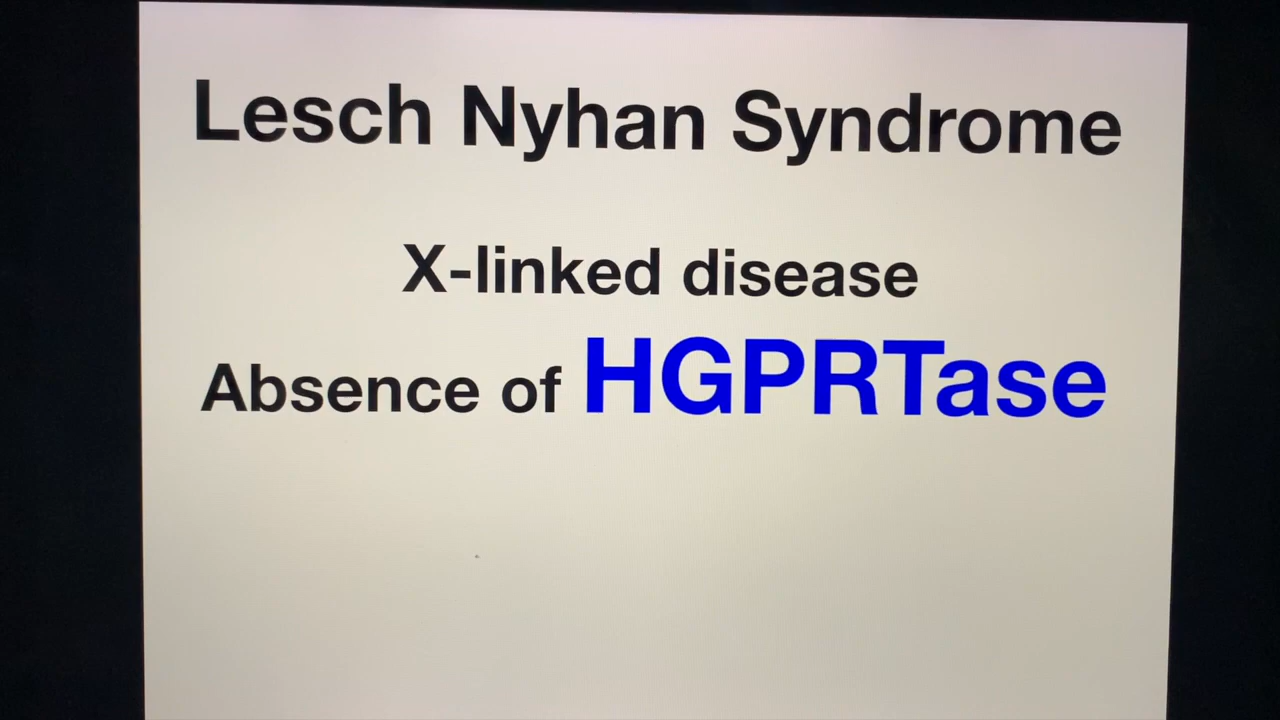 Lesch Nyhan Syndrome
X-linked disease
Absence of HGPRTase